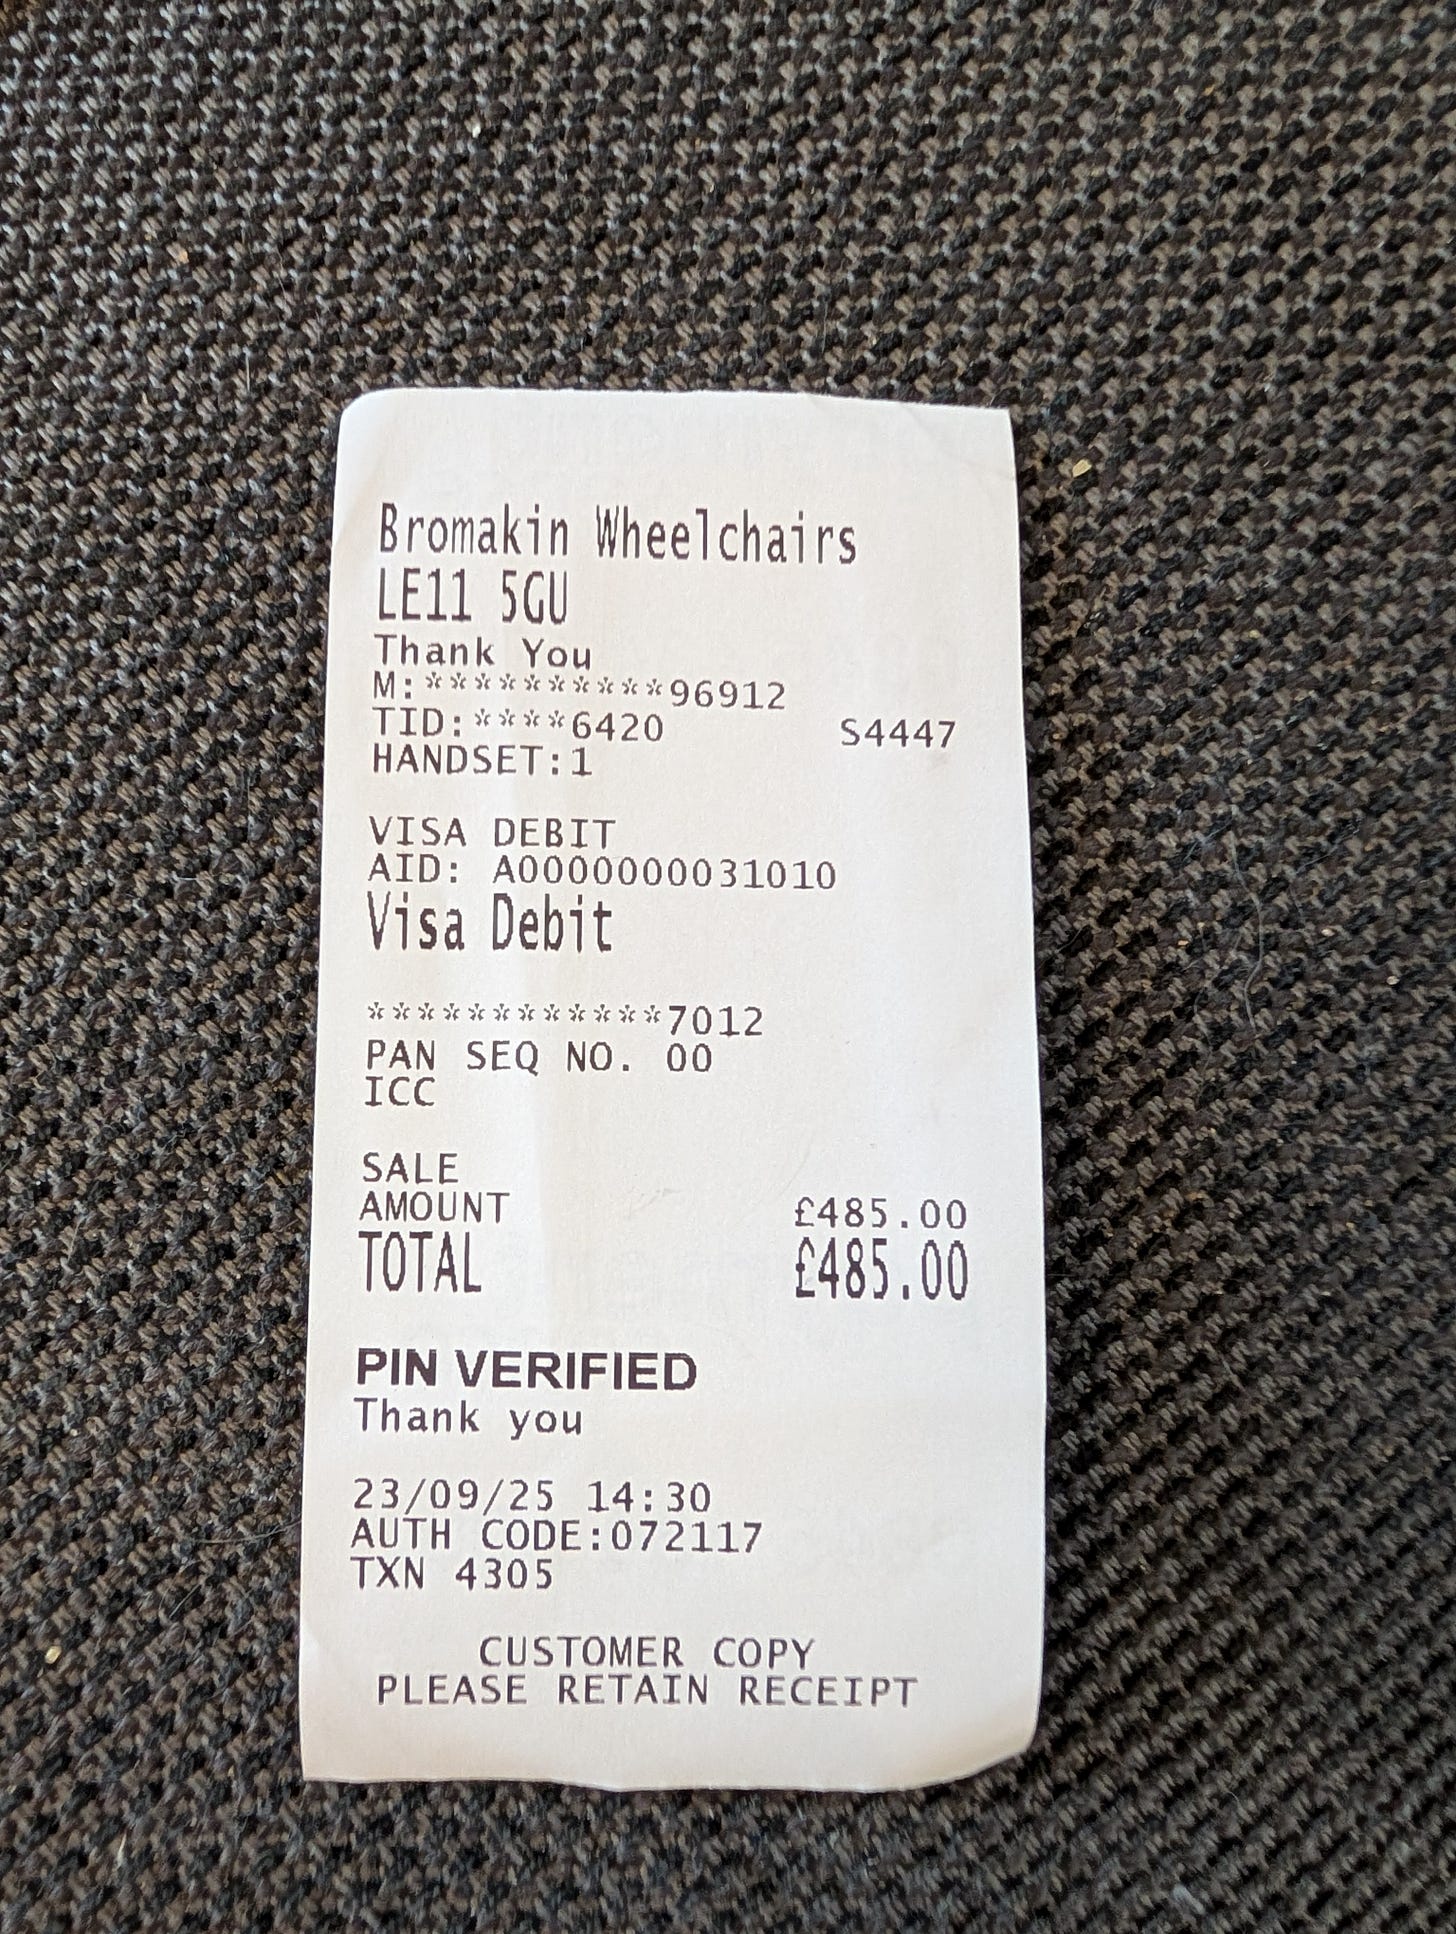 Bromakin Wheelchairs
LE11 5GU
Thank You
M:**********96912
TID:****6420 S4447
HANDSET:1
VISA DEBIT
AID: A0000000031010
Visa Debit
************7012
PAN SEQ NO. 00
ICC
SALE
AMOUNT £485.00
TOTAL £485.00
PIN VERIFIED
Thank you
23/09/25 14:30
AUTH CODE:072117
TXN 4305
CUSTOMER COPY
PLEASE RETAIN RECEIPT